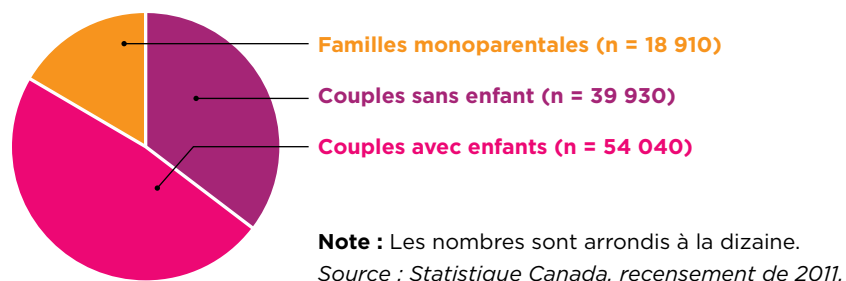 Familles monoparentales (n = 18 910)
Couples sans enfant (n = 39 930)
Couples avec enfants (n = 54 040)
Note : Les nombres sont arrondis à la dizaine.
Source : Statistique Canada, recensement de 2011.